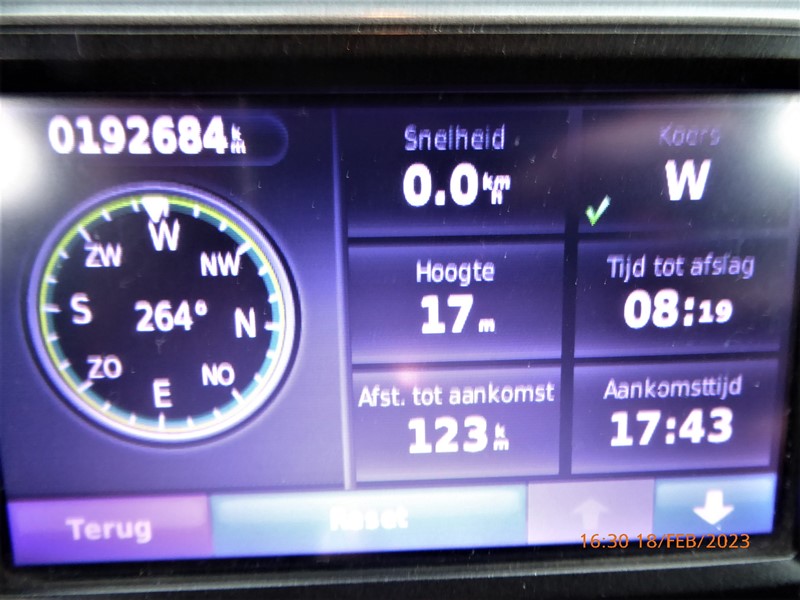 0192684 km
W
ZW
NW
S
264°
N
ZO
NO
E
Snelheid
0.0 km/h
Koers
W
Hoogte
17 m
Tijd tot afslag
08:19
Afst. tot aankomst
123 km
Aankomsttijd
17:43
Terug
Reset
16:30 18/FEB/2023